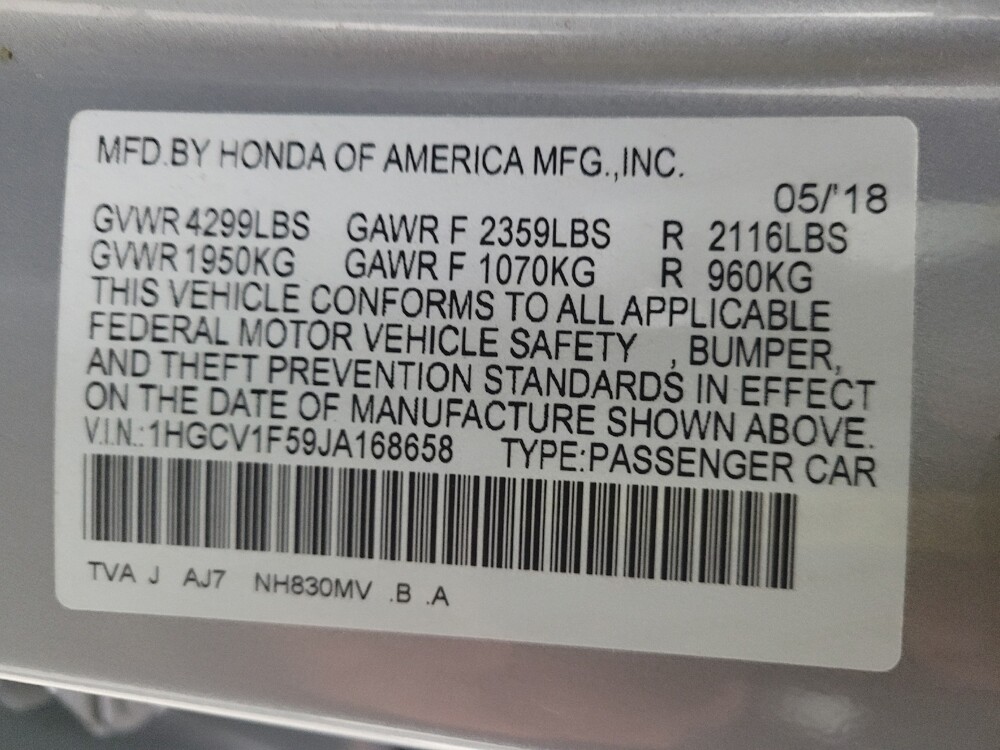 MFD.BY HONDA OF AMERICA MFG.,INC.
05/'18
GVWR 4299LBS GAWR F 2359LBS R 2116LBS
GVWR 1950KG GAWR F 1070KG R 960KG
THIS VEHICLE CONFORMS TO ALL APPLICABLE
FEDERAL MOTOR VEHICLE SAFETY , BUMPER,
AND THEFT PREVENTION STANDARDS IN EFFECT
ON THE DATE OF MANUFACTURE SHOWN ABOVE.
V.I.N.:1HGCV1F59JA168658 TYPE:PASSENGER CAR
TVA J AJ7 NH830MV .B .A